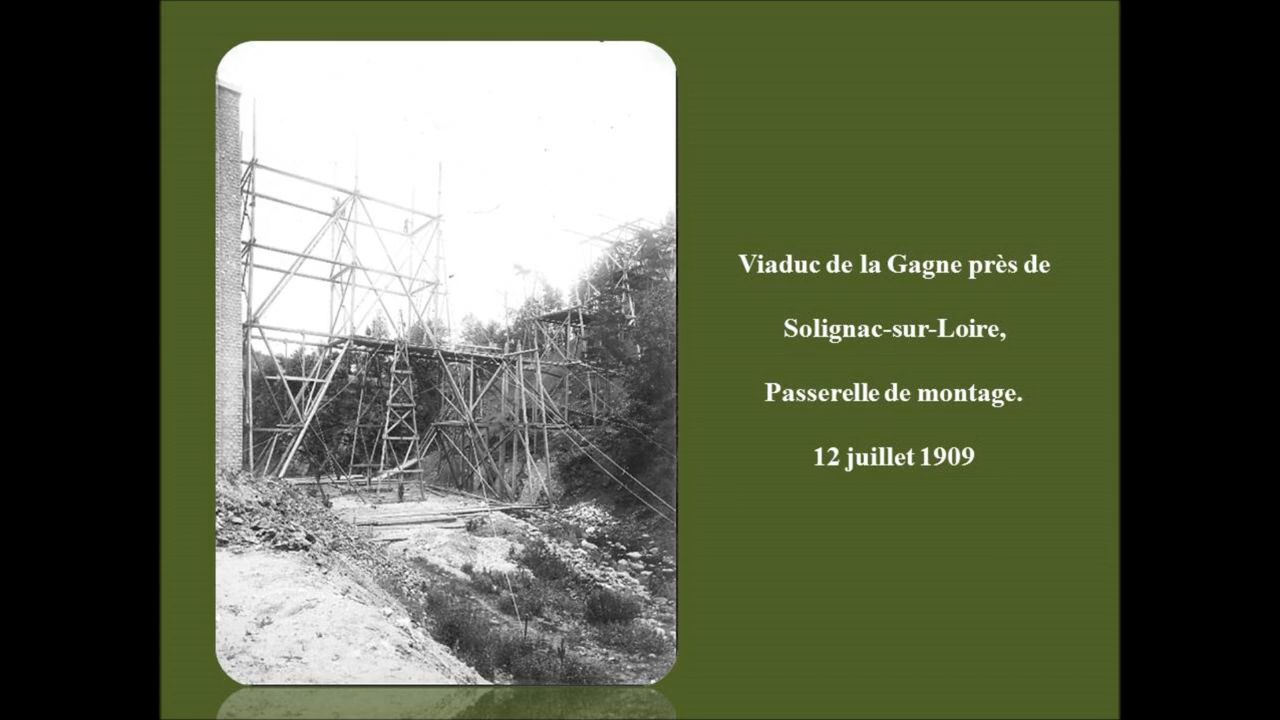 Viaduc de la Gagne près de
Solignac-sur-Loire,
Passerelle de montage.
12 juillet 1909